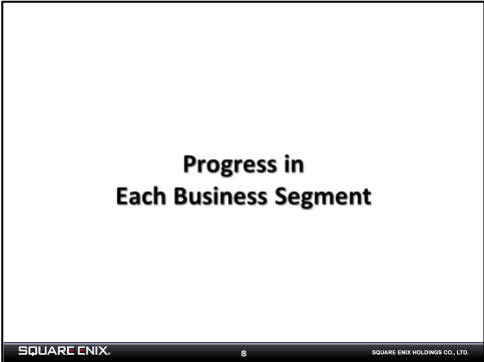 Progress in
Each Business Segment
SQUARE ENIX.
8
SQUARE ENIX HOLDINGS CO., LTD.